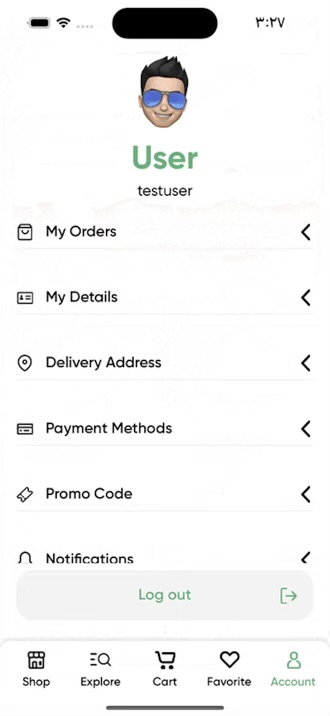 ٣:٢٧
User
testuser
My Orders
My Details
Delivery Address
Payment Methods
Promo Code
Notifications
Log out
Shop Explore Cart Favorite Account